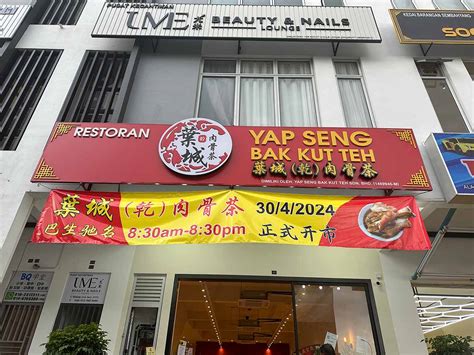 PUSAT KECANTIKAN
UME
BEAUTY & NAILS
LOUNGE
RESTORAN
葉城
肉骨茶
YAP SENG
BAK KUT TEH
葉城(乾)肉骨茶
葉城(乾)肉骨茶 30/4/2024
巴生驰名 8:30am-8:30pm 正式开市
BQ
UME
BEAUTY & NAILS